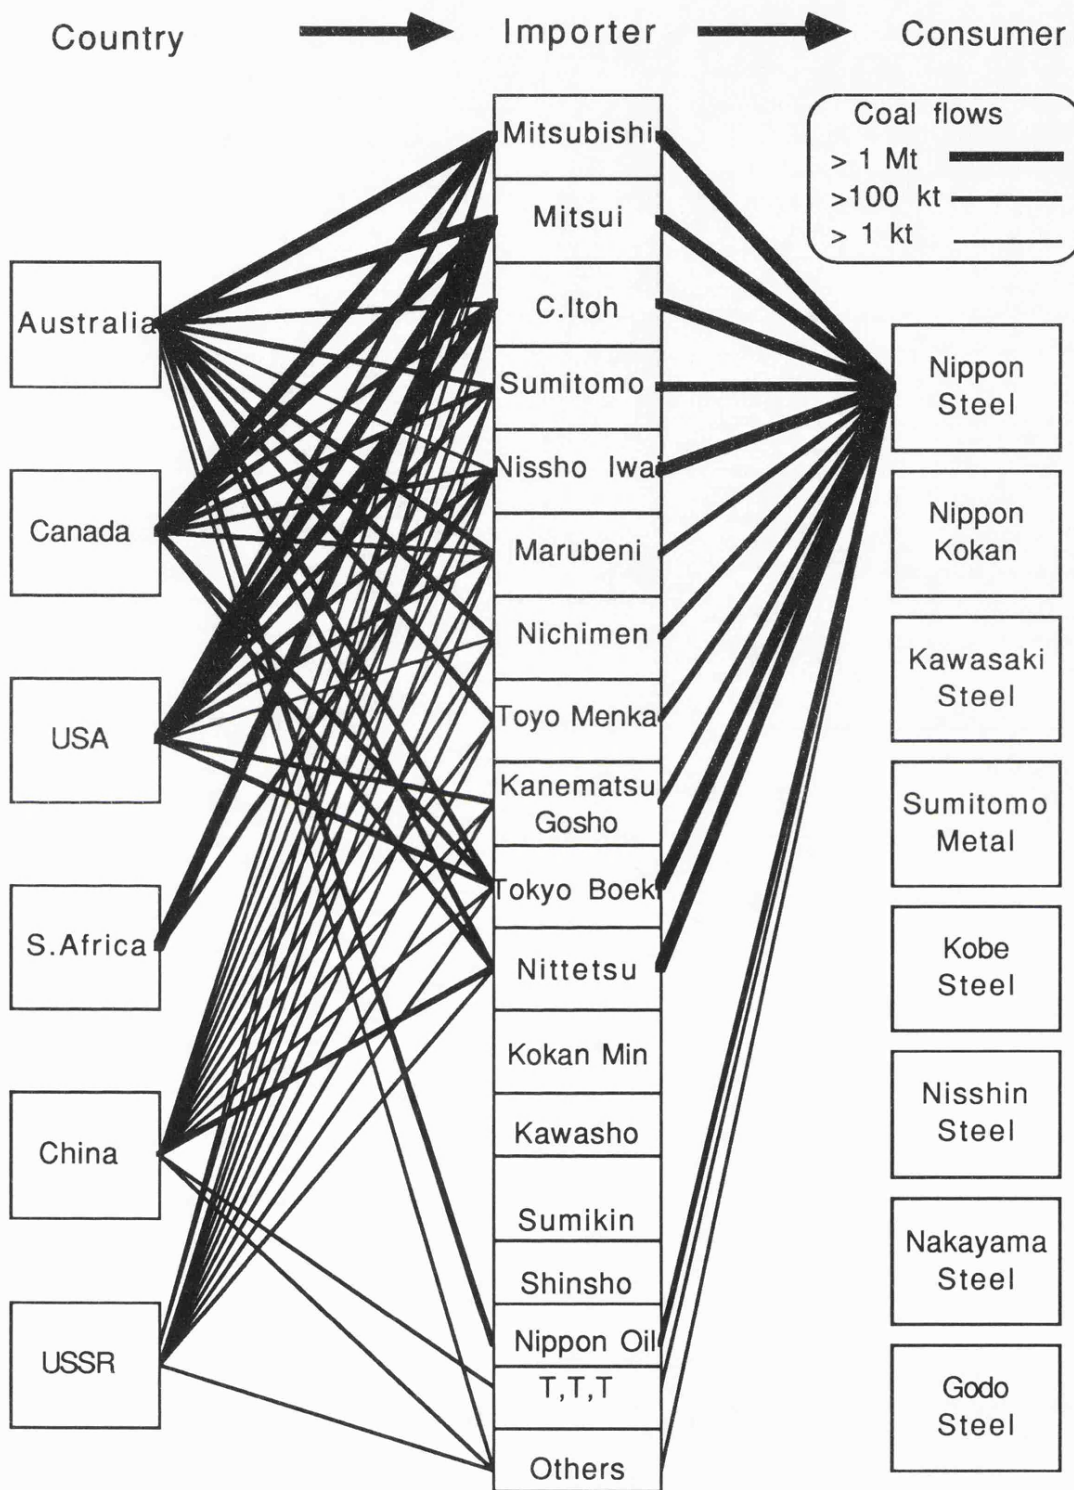 Country
Importer
Consumer
Coal flows
> 1 Mt
>100 kt
> 1 kt
Australia
Canada
USA
S.Africa
China
USSR
Mitsubishi
Mitsui
C.Itoh
Sumitomo
Nissho Iwai
Marubeni
Nichimen
Toyo Menka
Kanematsu
Gosho
Tokyo Boeki
Nittetsu
Kokan Min
Kawasho
Sumikin
Shinsho
Nippon Oil
T,T,T
Others
Nippon
Steel
Nippon
Kokan
Kawasaki
Steel
Sumitomo
Metal
Kobe
Steel
Nisshin
Steel
Nakayama
Steel
Godo
Steel